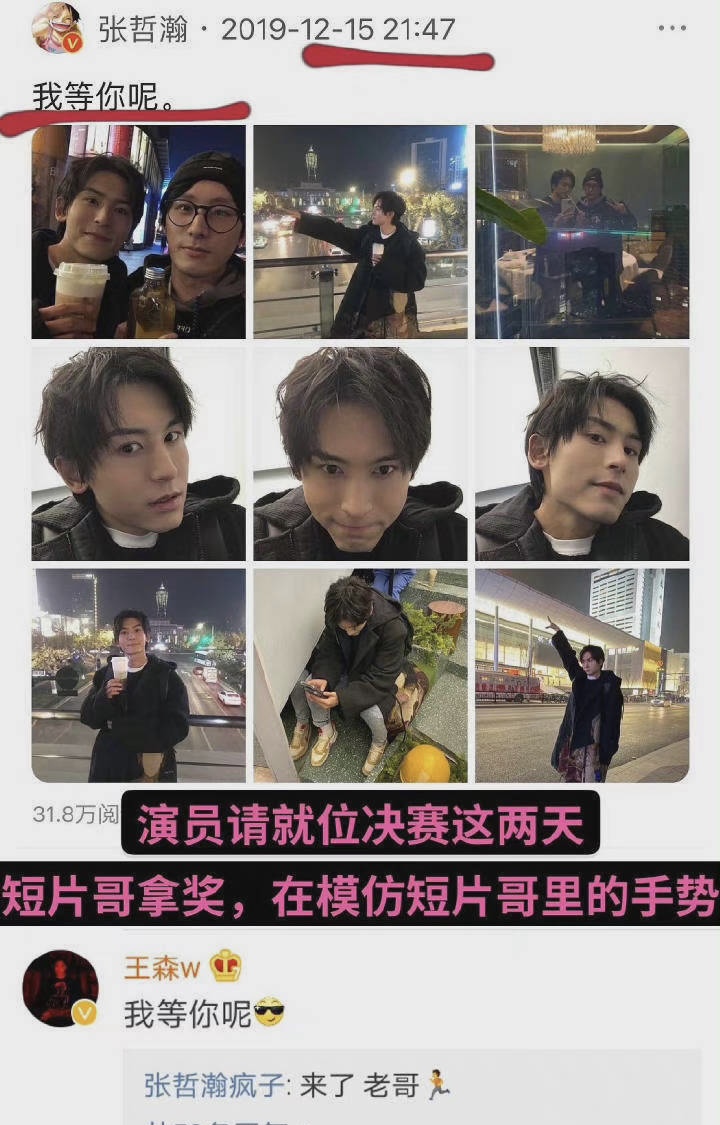 张哲瀚 · 2019-12-15 21:47
我等你呢。
31.8万阅
演员请就位决赛这两天
短片哥拿奖，在模仿短片哥里的手势
王森w
我等你呢😎
张哲瀚疯子: 来了 老哥🏃